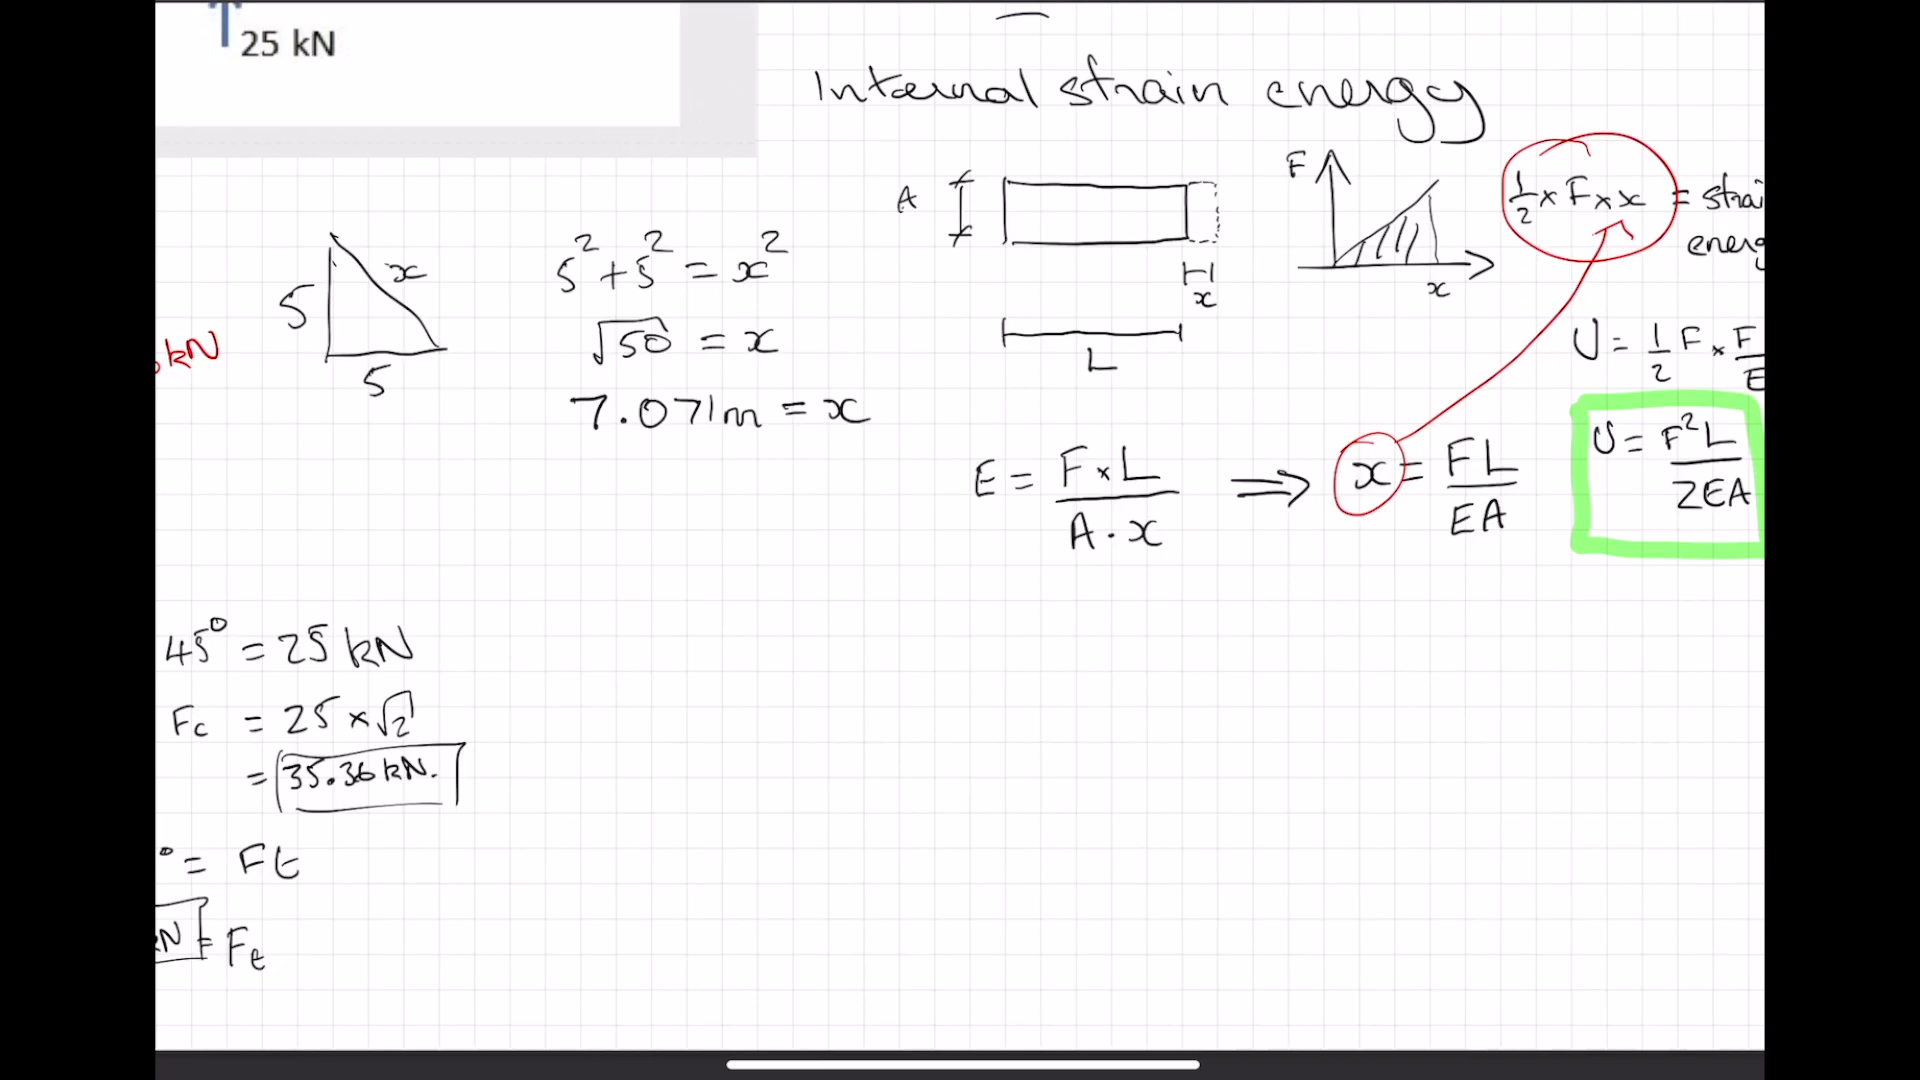 25 kN
Internal strain energy
A
F
x
x
L
1/2 x F x x = strai
energ
5
x
5
5² + 5² = x²
√50 = x
7.071m = x
kN
U = 1/2 F x F/E
E = F x L / A . x ⇒ x = FL / EA
U = F²L / 2EA
45° = 25 kN
Fc = 25 x √2
= 35.36 kN.
° = Ft
N = Ft